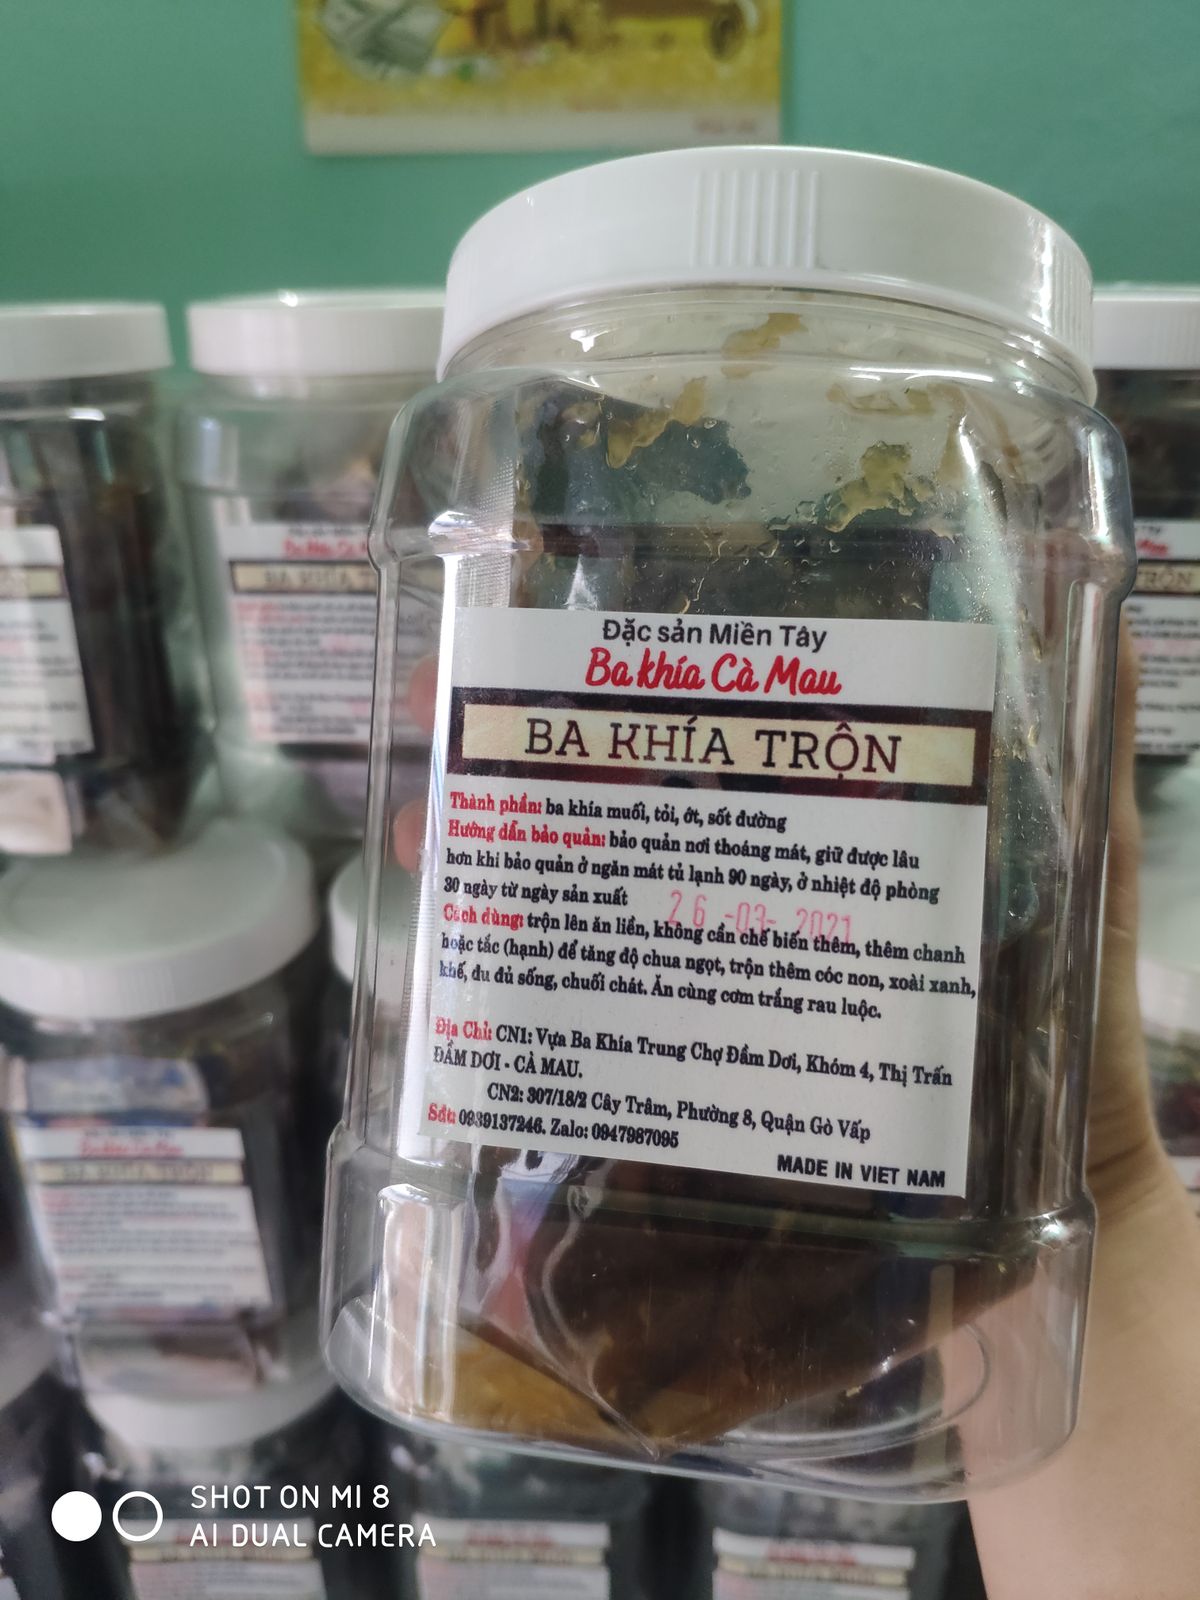 Đặc sản Miền Tây
Ba khía Cà Mau
BA KHÍA TRỘN
Thành phần: ba khía muối, tỏi, ớt, sốt đường
Hướng dẫn bảo quản: bảo quản nơi thoáng mát, giữ được lâu
hơn khi bảo quản ở ngăn mát tủ lạnh 90 ngày, ở nhiệt độ phòng
30 ngày từ ngày sản xuất
26 -03- 2021
Cách dùng: trộn lên ăn liền, không cần chế biến thêm, thêm chanh
hoặc tắc (hạnh) để tăng độ chua ngọt, trộn thêm cóc non, xoài xanh,
khế, đu đủ sống, chuối chát. Ăn cùng cơm trắng rau luộc.
Địa Chỉ: CN1: Vựa Ba Khía Trung Chợ Đầm Dơi, Khóm 4, Thị Trấn
ĐẦM DƠI - CÀ MAU.
CN2: 307/18/2 Cây Trâm, Phường 8, Quận Gò Vấp
Sđt: 0939137246. Zalo: 0947987095
MADE IN VIET NAM
BA KHÍA TRỘN
SHOT ON MI 8
AI DUAL CAMERA